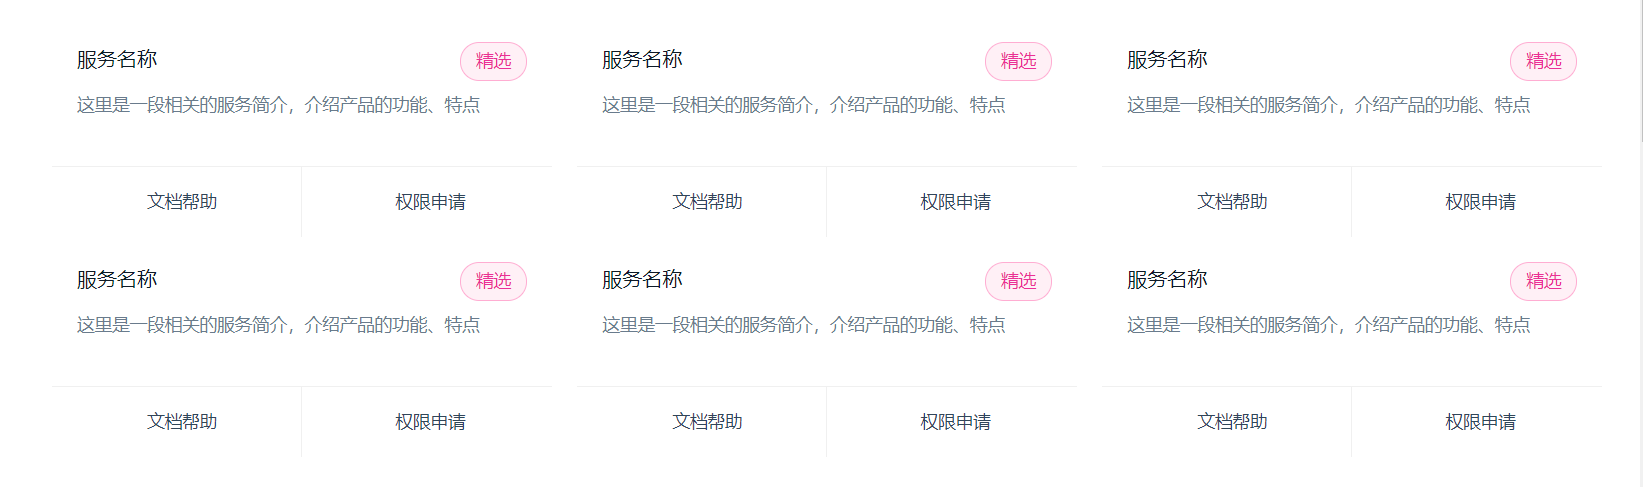 服务名称 精选 服务名称 精选 服务名称 精选
这里是一段相关的服务简介，介绍产品的功能、特点 这里是一段相关的服务简介，介绍产品的功能、特点 这里是一段相关的服务简介，介绍产品的功能、特点
文档帮助 权限申请 文档帮助 权限申请 文档帮助 权限申请
服务名称 精选 服务名称 精选 服务名称 精选
这里是一段相关的服务简介，介绍产品的功能、特点 这里是一段相关的服务简介，介绍产品的功能、特点 这里是一段相关的服务简介，介绍产品的功能、特点
文档帮助 权限申请 文档帮助 权限申请 文档帮助 权限申请